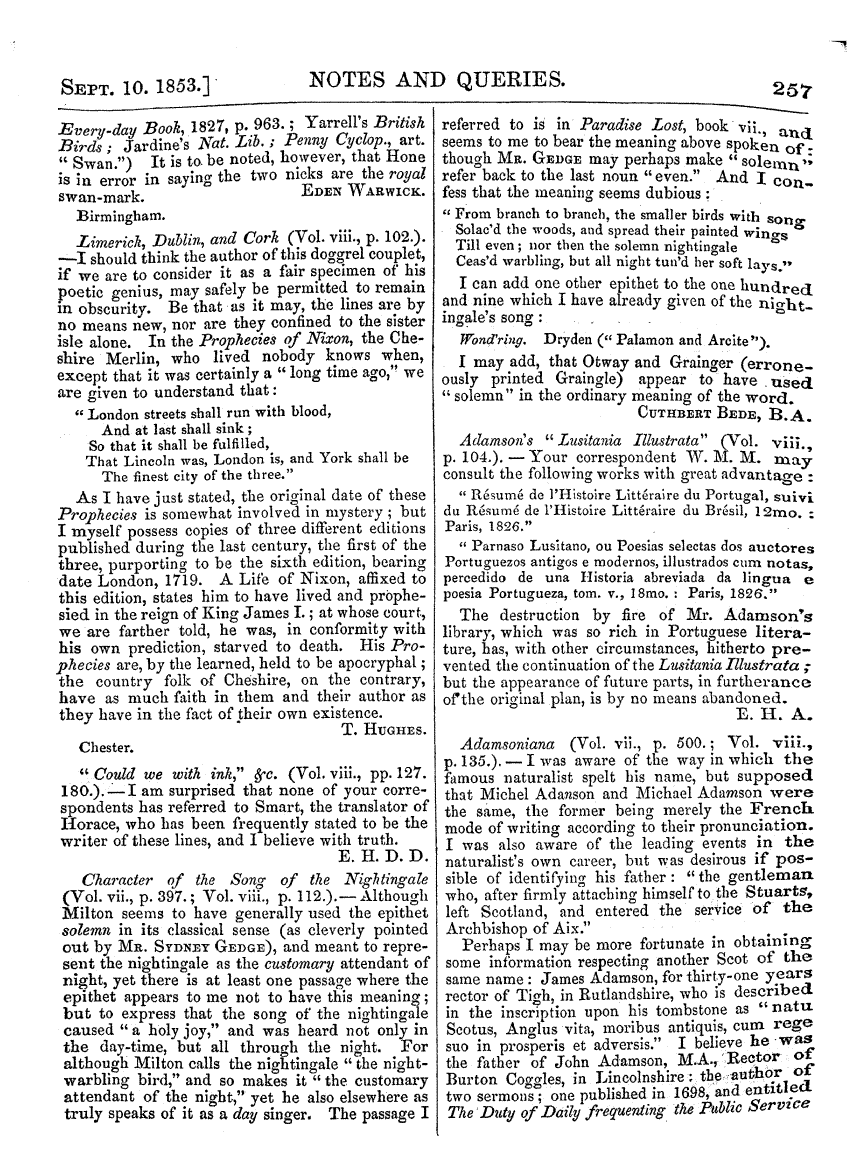 SEPT. 10. 1853.] NOTES AND QUERIES. 257
Every-day Book, 1827, p. 963.; Yarrell's British
Birds; Jardine's Nat. Lib.; Penny Cyclop., art.
“ Swan.”) It is to be noted, however, that Hone
is in error in saying the two nicks are the royal
swan-mark. EDEN WARWICK.
Birmingham.
Limerick, Dublin, and Cork (Vol. viii., p. 102.).
—I should think the author of this doggrel couplet,
if we are to consider it as a fair specimen of his
poetic genius, may safely be permitted to remain
in obscurity. Be that as it may, the lines are by
no means new, nor are they confined to the sister
isle alone. In the Prophecies of Nixon, the Che-
shire Merlin, who lived nobody knows when,
except that it was certainly a “ long time ago,” we
are given to understand that:
“ London streets shall run with blood,
And at last shall sink;
So that it shall be fulfilled,
That Lincoln was, London is, and York shall be
The finest city of the three.”
As I have just stated, the original date of these
Prophecies is somewhat involved in mystery; but
I myself possess copies of three different editions
published during the last century, the first of the
three, purporting to be the sixth edition, bearing
date London, 1719. A Life of Nixon, affixed to
this edition, states him to have lived and prophe-
sied in the reign of King James I.; at whose court,
we are farther told, he was, in conformity with
his own prediction, starved to death. His Pro-
phecies are, by the learned, held to be apocryphal;
the country folk of Cheshire, on the contrary,
have as much faith in them and their author as
they have in the fact of their own existence.
T. HUGHES.
Chester.
“ Could we with ink,” &c. (Vol. viii., pp. 127.
180.).—I am surprised that none of your corre-
spondents has referred to Smart, the translator of
Horace, who has been frequently stated to be the
writer of these lines, and I believe with truth.
E. H. D. D.
Character of the Song of the Nightingale
(Vol. vii., p. 397.; Vol. viii., p. 112.).—Although
Milton seems to have generally used the epithet
solemn in its classical sense (as cleverly pointed
out by MR. SYDNEY GEDGE), and meant to repre-
sent the nightingale as the customary attendant of
night, yet there is at least one passage where the
epithet appears to me not to have this meaning;
but to express that the song of the nightingale
caused “ a holy joy,” and was heard not only in
the day-time, but all through the night. For
although Milton calls the nightingale “ the night-
warbling bird,” and so makes it “ the customary
attendant of the night,” yet he also elsewhere as
truly speaks of it as a day singer. The passage I
referred to is in Paradise Lost, book vii., and
seems to me to bear the meaning above spoken of;
though MR. GEDGE may perhaps make “ solemn ”
refer back to the last noun “ even.” And I con-
fess that the meaning seems dubious:
“ From branch to branch, the smaller birds with song
Solac'd the woods, and spread their painted wings
Till even; nor then the solemn nightingale
Ceas'd warbling, but all night tun'd her soft lays.”
I can add one other epithet to the one hundred
and nine which I have already given of the night-
ingale's song:
Wond'ring. Dryden (“ Palamon and Arcite”).
I may add, that Otway and Grainger (errone-
ously printed Graingle) appear to have used
“ solemn” in the ordinary meaning of the word.
CUTHBERT BEDE, B.A.
Adamson's “ Lusitania Illustrata” (Vol. viii.,
p. 104.). — Your correspondent W. M. M. may
consult the following works with great advantage:
“ Résumé de l'Histoire Littéraire du Portugal, suivi
du Résumé de l'Histoire Littéraire du Brésil, 12mo. :
Paris, 1826.”
“ Parnaso Lusitano, ou Poesias selectas dos auctores
Portuguezos antigos e modernos, illustrados cum notas,
percedido de una Historia abreviada da lingua e
poesia Portugueza, tom. v., 18mo. : Paris, 1826.”
The destruction by fire of Mr. Adamson's
library, which was so rich in Portuguese litera-
ture, has, with other circumstances, hitherto pre-
vented the continuation of the Lusitania Illustrata;
but the appearance of future parts, in furtherance
of the original plan, is by no means abandoned.
E. H. A.
Adamsoniana (Vol. vii., p. 500.; Vol. viii.,
p. 135.). — I was aware of the way in which the
famous naturalist spelt his name, but supposed
that Michel Adanson and Michael Adamson were
the same, the former being merely the French
mode of writing according to their pronunciation.
I was also aware of the leading events in the
naturalist's own career, but was desirous if pos-
sible of identifying his father: “ the gentleman
who, after firmly attaching himself to the Stuarts,
left Scotland, and entered the service of the
Archbishop of Aix.”
Perhaps I may be more fortunate in obtaining
some information respecting another Scot of the
same name: James Adamson, for thirty-one years
rector of Tigh, in Rutlandshire, who is described
in the inscription upon his tombstone as “ natu
Scotus, Anglus vita, moribus antiquis, cum rege
suo in prosperis et adversis.” I believe he was
the father of John Adamson, M.A., Rector of
Burton Coggles, in Lincolnshire: the author of
two sermons; one published in 1698, and entitled
The Duty of Daily frequenting the Public Service